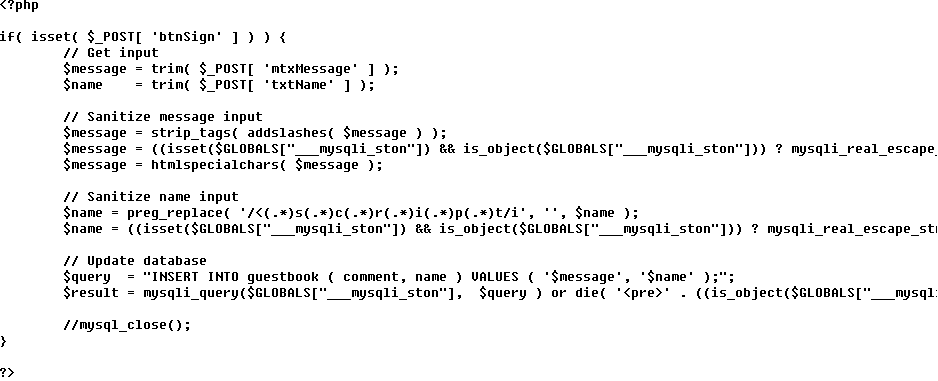 <?php
if( isset( $_POST[ 'btnSign' ] ) ) {
// Get input
$message = trim( $_POST[ 'mtxMessage' ] );
$name    = trim( $_POST[ 'txtName' ] );
// Sanitize message input
$message = strip_tags( addslashes( $message ) );
$message = ((isset($GLOBALS["___mysqli_ston"]) && is_object($GLOBALS["___mysqli_ston"])) ? mysqli_real_escape_
$message = htmlspecialchars( $message );
// Sanitize name input
$name = preg_replace( '/<(.*)s(.*)c(.*)r(.*)i(.*)p(.*)t/i', '', $name );
$name = ((isset($GLOBALS["___mysqli_ston"]) && is_object($GLOBALS["___mysqli_ston"])) ? mysqli_real_escape_str
// Update database
$query  = "INSERT INTO guestbook ( comment, name ) VALUES ( '$message', '$name' );";
$result = mysqli_query($GLOBALS["___mysqli_ston"],  $query ) or die( '<pre>' . ((is_object($GLOBALS["___mysqli
//mysql_close();
}
?>